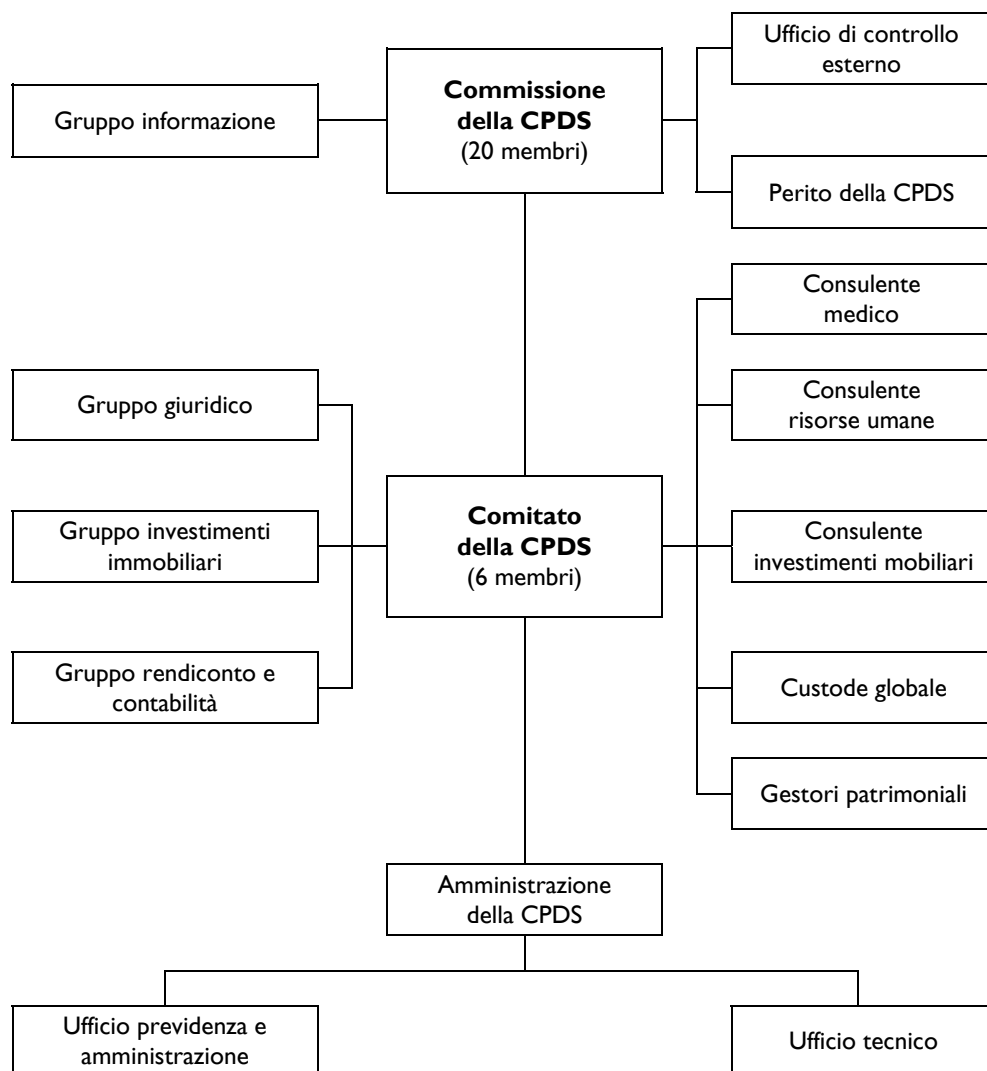 Ufficio di controllo
esterno
Commissione
della CPDS
(20 membri)
Gruppo informazione
Perito della CPDS
Consulente
medico
Gruppo giuridico
Consulente
risorse umane
Gruppo investimenti
immobiliari
Comitato
della CPDS
(6 membri)
Consulente
investimenti mobiliari
Gruppo rendiconto e
contabilità
Custode globale
Gestori patrimoniali
Amministrazione
della CPDS
Ufficio previdenza e
amministrazione
Ufficio tecnico